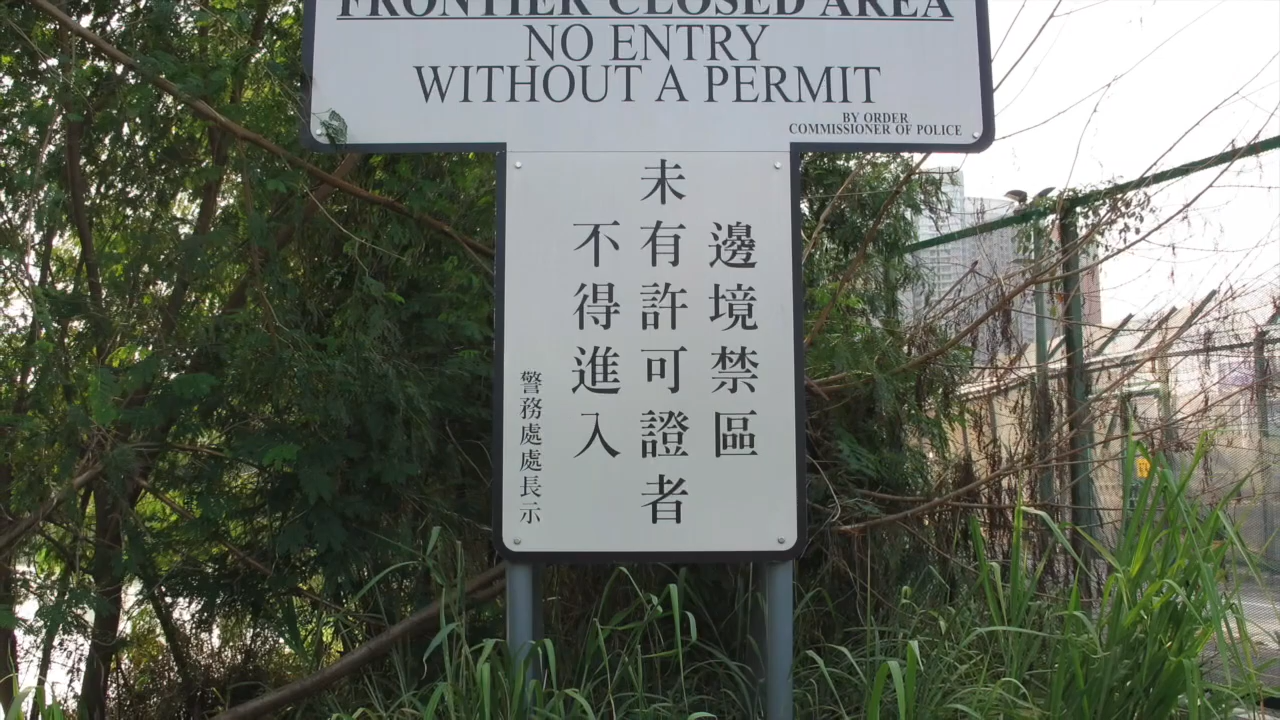 FRONTIER CLOSED AREA
NO ENTRY
WITHOUT A PERMIT
BY ORDER
COMMISSIONER OF POLICE
邊境禁區
未有許可證者
不得進入
警務處處長示